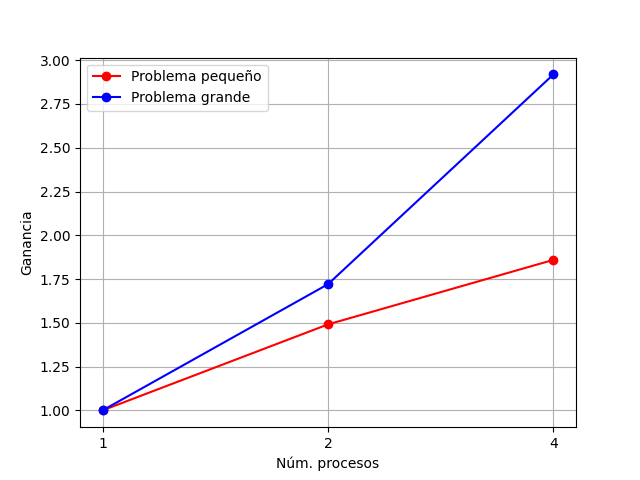 3.00
2.75
2.50
2.25
2.00
1.75
1.50
1.25
1.00
Ganancia
Problema pequeño
Problema grande
1 2 4
Núm. procesos